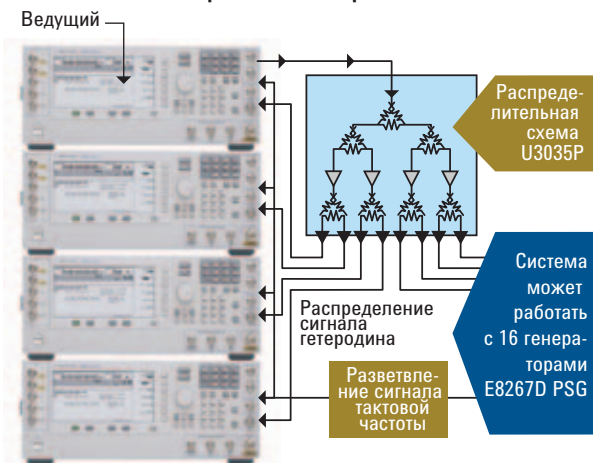 Ведущий
Распреде-
лительная
схема
U3035P
Система
может
работать
с 16 генера-
торами
E8267D PSG
Распределение
сигнала
гетеродина
Разветвле-
ние сигнала
тактовой
частоты